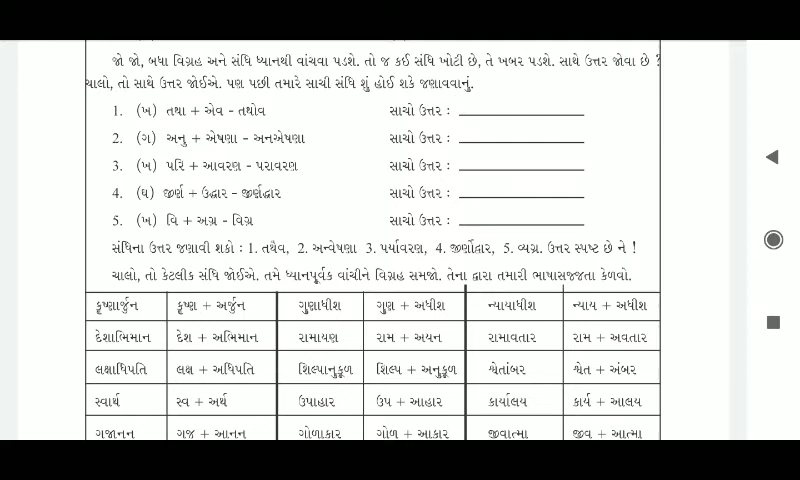 જો જો, બધા વિગ્રહ અને સંધિ ધ્યાનથી વાંચવા પડશે. તો જ કઈ સંધિ ખોટી છે, તે ખબર પડશે. સાથે ઉત્તર જોવા છે ?
ચાલો, તો સાથે ઉત્તર જોઈએ. પણ પછી તમારે સાચી સંધિ શું હોઈ શકે જણાવવાનું.
1. (ખ) તથા + એવ - તથોવ સાચો ઉત્તર : 
2. (ગ) અનુ + એષણા - અનએષણા સાચો ઉત્તર : 
3. (ખ) પરિ + આવરણ - પરાવરણ સાચો ઉત્તર : 
4. (ઘ) જીર્ણ + ઉદ્ધાર - જીર્ણદ્ધાર સાચો ઉત્તર : 
5. (ખ) વિ + અગ્ર - વિગ્ર સાચો ઉત્તર : 
સંધિના ઉત્તર જણાવી શકો : 1. તથૈવ, 2. અન્વેષણા 3. પર્યાવરણ, 4. જીર્ણોદ્ધાર, 5. વ્યગ્ર. ઉત્તર સ્પષ્ટ છે ને !
ચાલો, તો કેટલીક સંધિ જોઈએ. તમે ધ્યાનપૂર્વક વાંચીને વિગ્રહ સમજો. તેના દ્વારા તમારી ભાષાસજ્જતા કેળવો.
કૃષ્ણાર્જુન કૃષ્ણ + અર્જુન ગુણાધીશ ગુણ + અધીશ ન્યાયાધીશ ન્યાય + અધીશ
દેશાભિમાન દેશ + અભિમાન રામાયણ રામ + અયન રામાવતાર રામ + અવતાર
લક્ષાધિપતિ લક્ષ + અધિપતિ શિલ્પાનુકૂળ શિલ્પ + અનુકૂળ શ્વેતાંબર શ્વેત + અંબર
સ્વાર્થ સ્વ + અર્થ ઉપાહાર ઉપ + આહાર કાર્યાલય કાર્ય + આલય
ગજાનન ગજ + આનન ગોળાકાર ગોળ + આકાર જીવાત્મા જીવ + આત્મા